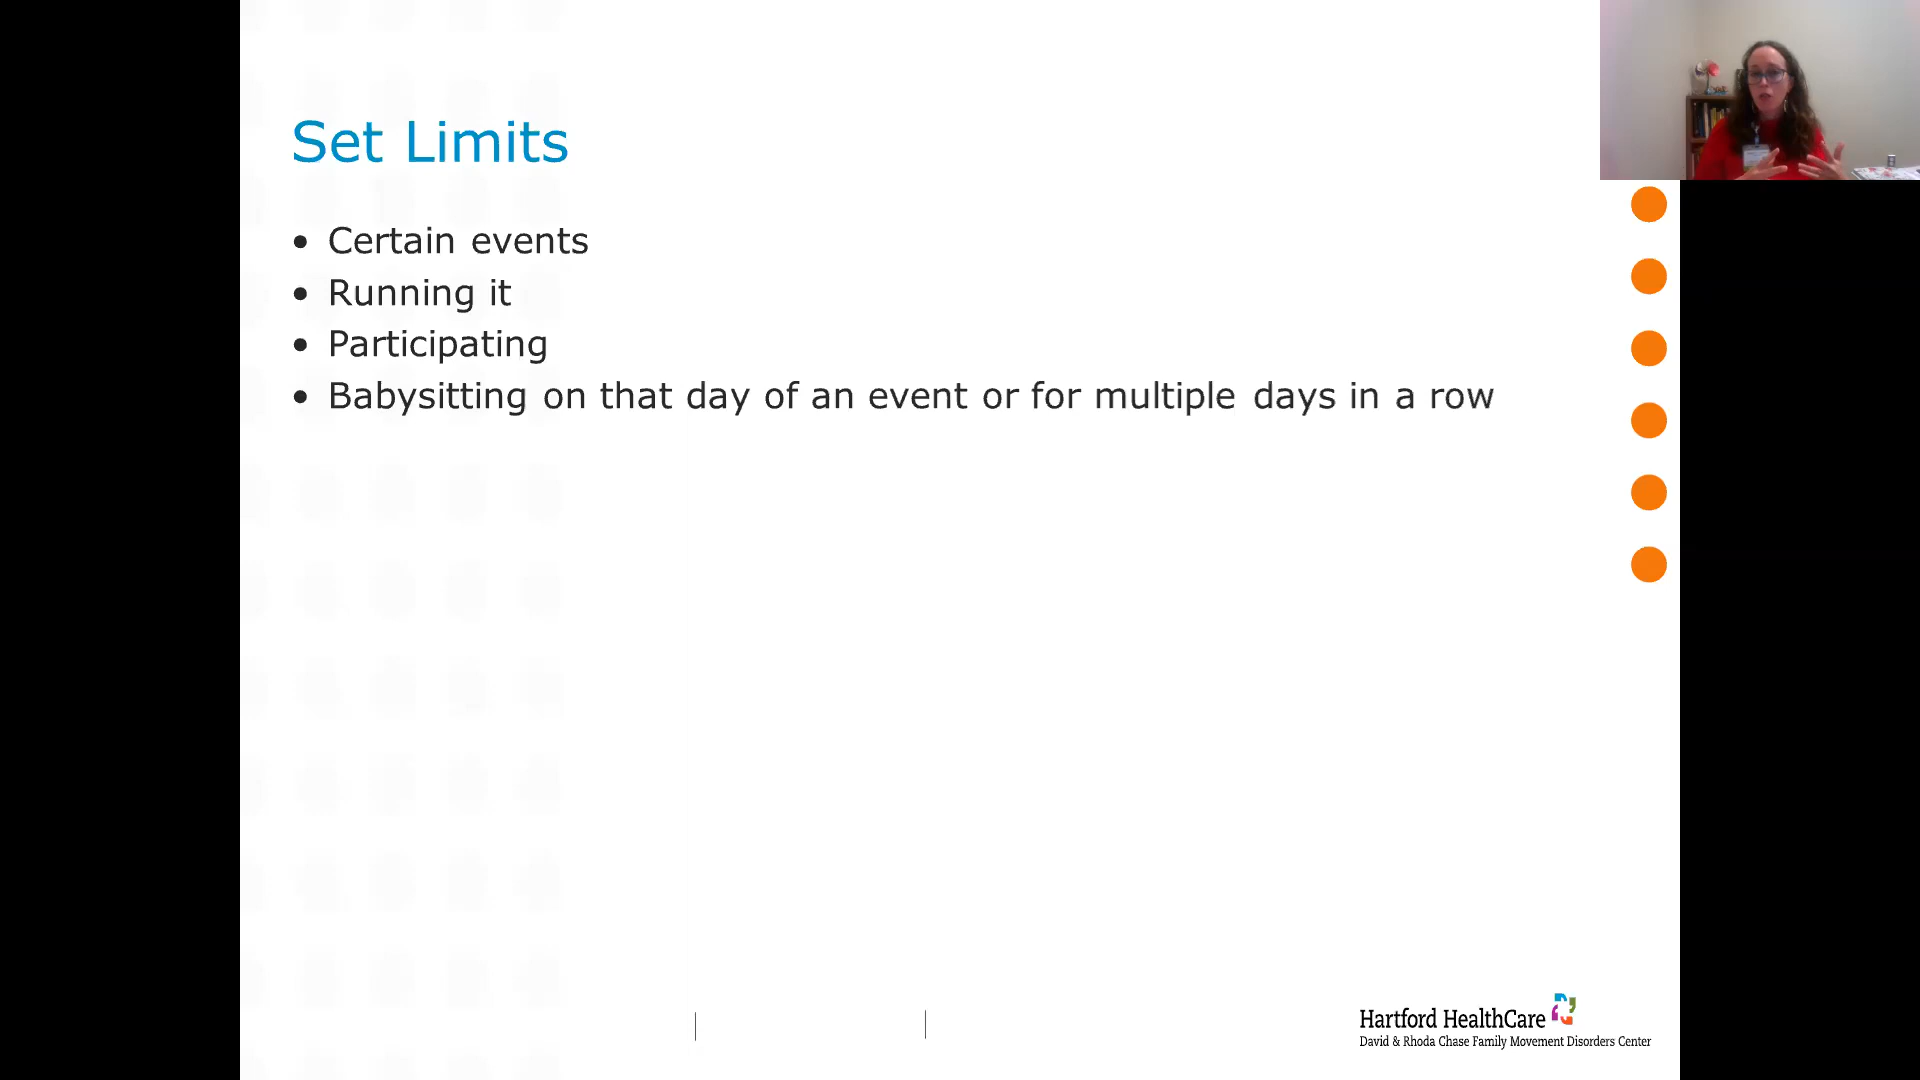 Set Limits
• Certain events
• Running it
• Participating
• Babysitting on that day of an event or for multiple days in a row
Hartford HealthCare
David & Rhoda Chase Family Movement Disorders Center